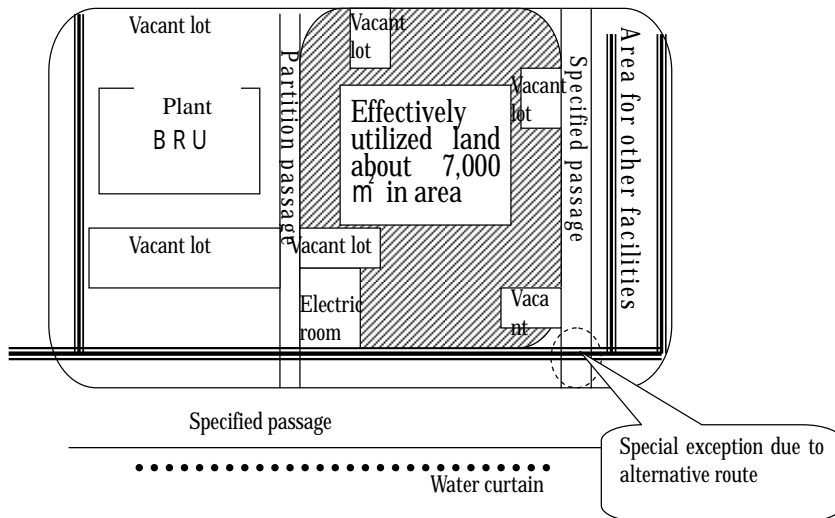 Vacant lot
Vacant
lot
Partition passage
Specified passage
Area for other facilities
Plant
BRU
Vacant
lot
Effectively
utilized land
about 7,000
m² in area
Vacant lot
Vacant lot
Electric
room
Vaca
nt
Specified passage
Special exception due to
alternative route
Water curtain